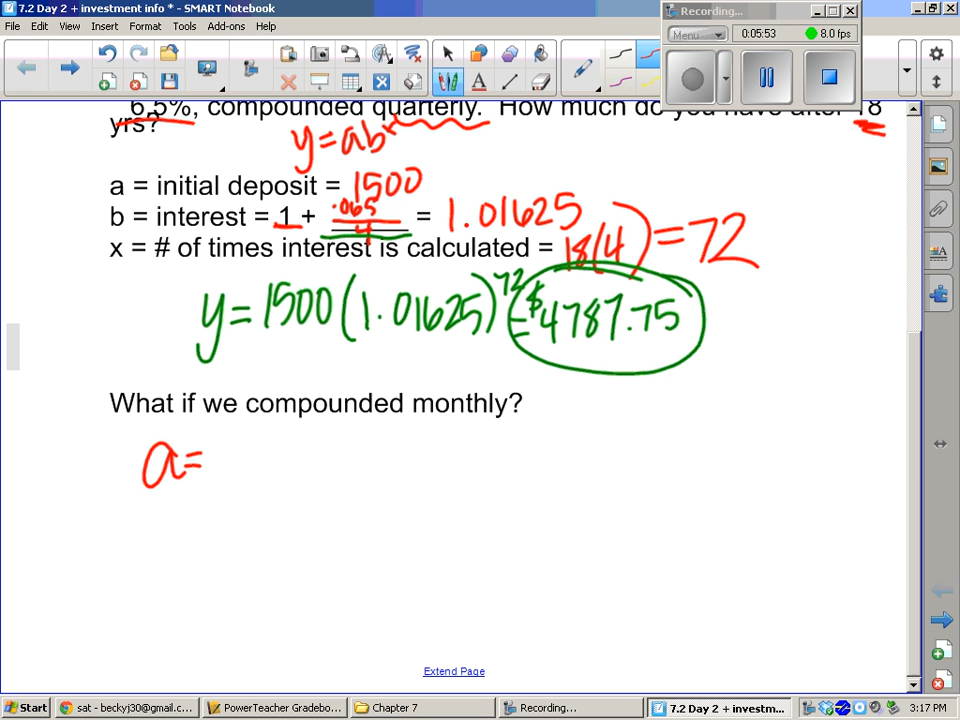 7.2 Day 2 + investment info * - SMART Notebook
File Edit View Insert Format Tools Add-ons Help
Recording...
Menu 0:05:53 8.0 fps
6.5%, compounded quarterly. How much do you have after 18
yrs?
y=ab^x
a = initial deposit = 1500
b = interest = 1 + .065/4 = 1.01625
x = # of times interest is calculated = 18(4) = 72
y = 1500(1.01625)^72 = $4787.75
What if we compounded monthly?
a=
Extend Page
Start sat - beckyj30@gmail.c... PowerTeacher Gradebo... Chapter 7 Recording... 7.2 Day 2 + investme... 3:17 PM